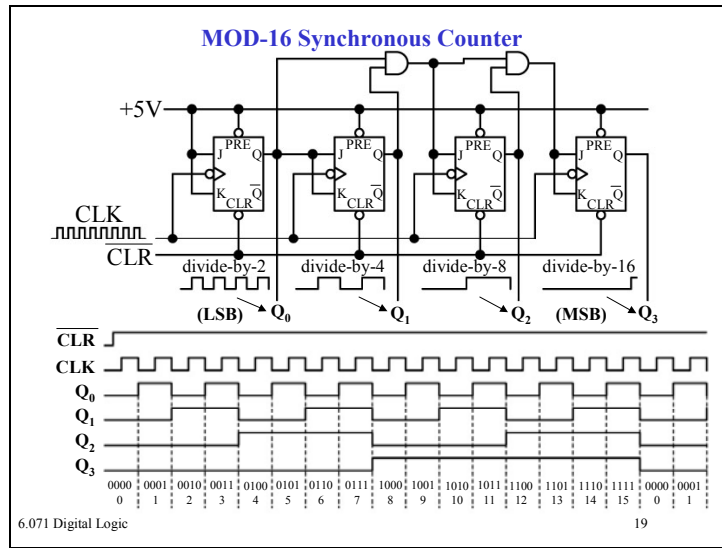 MOD-16 Synchronous Counter
+5V
PRE PRE PRE PRE
J Q J Q J Q J Q
K Q̅ K Q̅ K Q̅ K Q̅
CLR CLR CLR CLR
CLK
C̅L̅R̅
divide-by-2 divide-by-4 divide-by-8 divide-by-16
(LSB) Q₀ Q₁ Q₂ (MSB) Q₃
C̅L̅R̅
CLK
Q₀
Q₁
Q₂
Q₃
0000 0001 0010 0011 0100 0101 0110 0111 1000 1001 1010 1011 1100 1101 1110 1111 0000 0001
0 1 2 3 4 5 6 7 8 9 10 11 12 13 14 15 0 1
6.071 Digital Logic 19